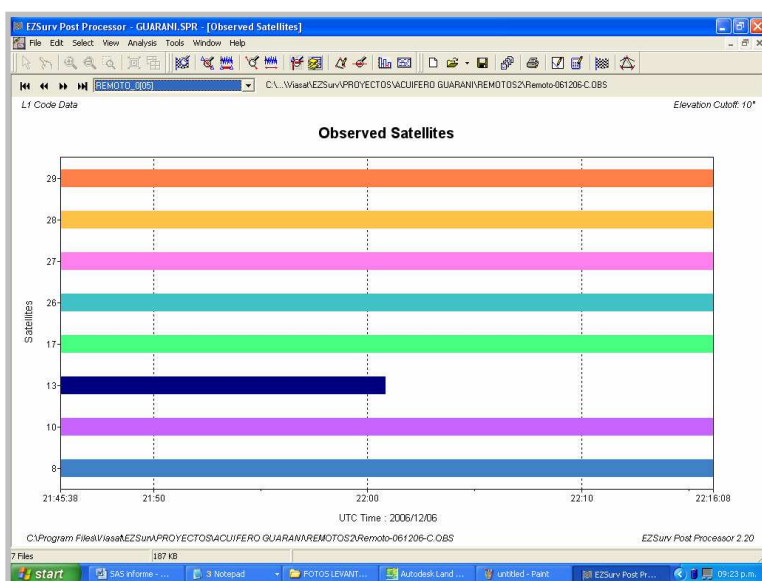 EZSurv Post Processor - GUARANI.SPR - [Observed Satellites]
File Edit Select View Analysis Tools Window Help
REMOTO_0[05] C:\...\Viasat\EZSurv\PROYECTOS\ACUIFERO GUARANI\REMOTOS2\Remoto-061206-C.OBS
L1 Code Data Elevation Cutoff: 10°
Observed Satellites
29
28
27
26
17
13
10
8
Satellites
21:45:38 21:50 22:00 22:10 22:16:08
UTC Time : 2006/12/06
C:\Program Files\Viasat\EZSurv\PROYECTOS\ACUIFERO GUARANI\REMOTOS2\Remoto-061206-C.OBS EZSurv Post Processor 2.20
7 Files 187 KB
start SAS informe - ... 3 Notepad FOTOS LEVANT... Autodesk Land ... untitled - Paint EZSurv Post Pr... 09:23 p.m.